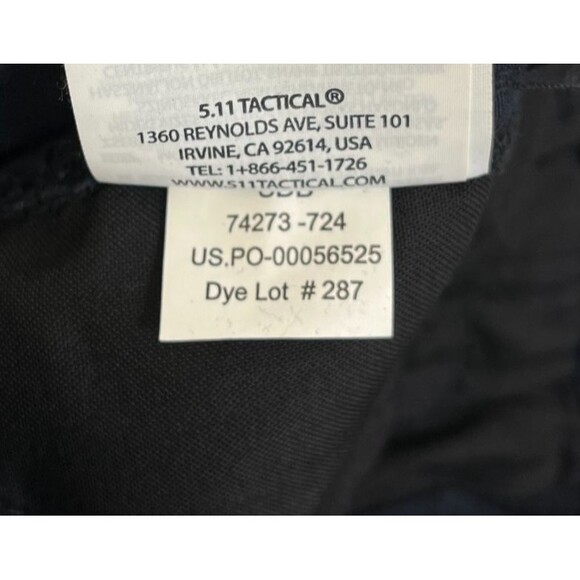 5.11 TACTICAL®
1360 REYNOLDS AVE, SUITE 101
IRVINE, CA 92614, USA
TEL: 1+866-451-1726
WWW.511TACTICAL.COM
74273 -724
US.PO-00056525
Dye Lot # 287